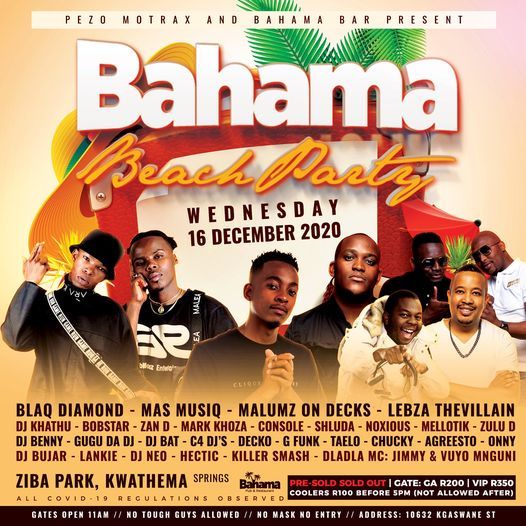 PEZO MOTRAX AND BAHAMA BAR PRESENT
Bahama
Beach Party
WEDNESDAY
16 DECEMBER 2020
BLAQ DIAMOND - MAS MUSIQ - MALUMZ ON DECKS - LEBZA THEVILLAIN
DJ KHATHU - BOBSTAR - ZAN D - MARK KHOZA - CONSOLE - SHLUDA - NOXIOUS - MELLOTIK - ZULU D
DJ BENNY - GUGU DA DJ - DJ BAT - C4 DJ'S - DECKO - G FUNK - TAELO - CHUCKY - AGREESTO - ONNY
DJ BUJAR - LANKIE - DJ NEO - HECTIC - KILLER SMASH - DLADLA MC: JIMMY & VUYO MNGUNI
ZIBA PARK, KWATHEMA SPRINGS
Bahama
Pub & Restaurant
PRE-SOLD SOLD OUT | GATE: GA R200 | VIP R350
ALL COVID-19 REGULATIONS OBSERVED
COOLERS R100 BEFORE 5PM (NOT ALLOWED AFTER)
GATES OPEN 11AM // NO TOUGH GUYS ALLOWED // NO MASK NO ENTRY // ADDRESS: 10632 KGASWANE ST